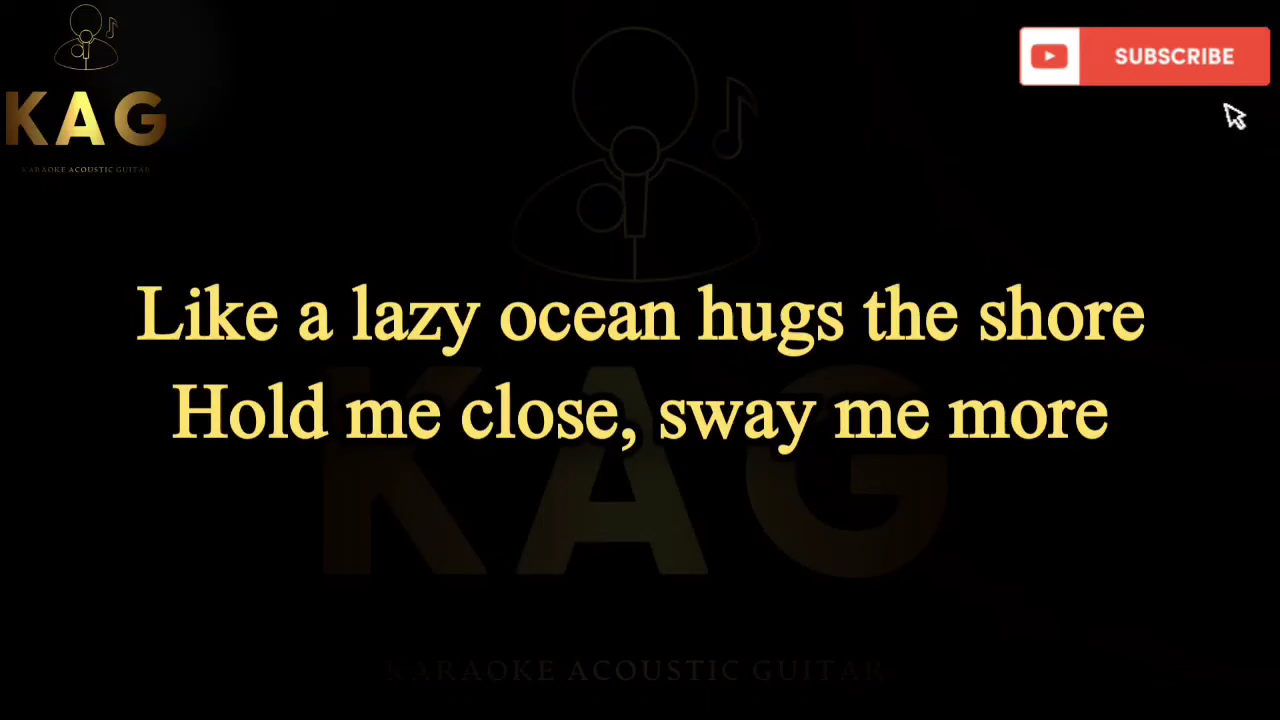 KAG
KARAOKE ACOUSTIC GUITAR
SUBSCRIBE
Like a lazy ocean hugs the shore
Hold me close, sway me more
KAG
KARAOKE ACOUSTIC GUITAR